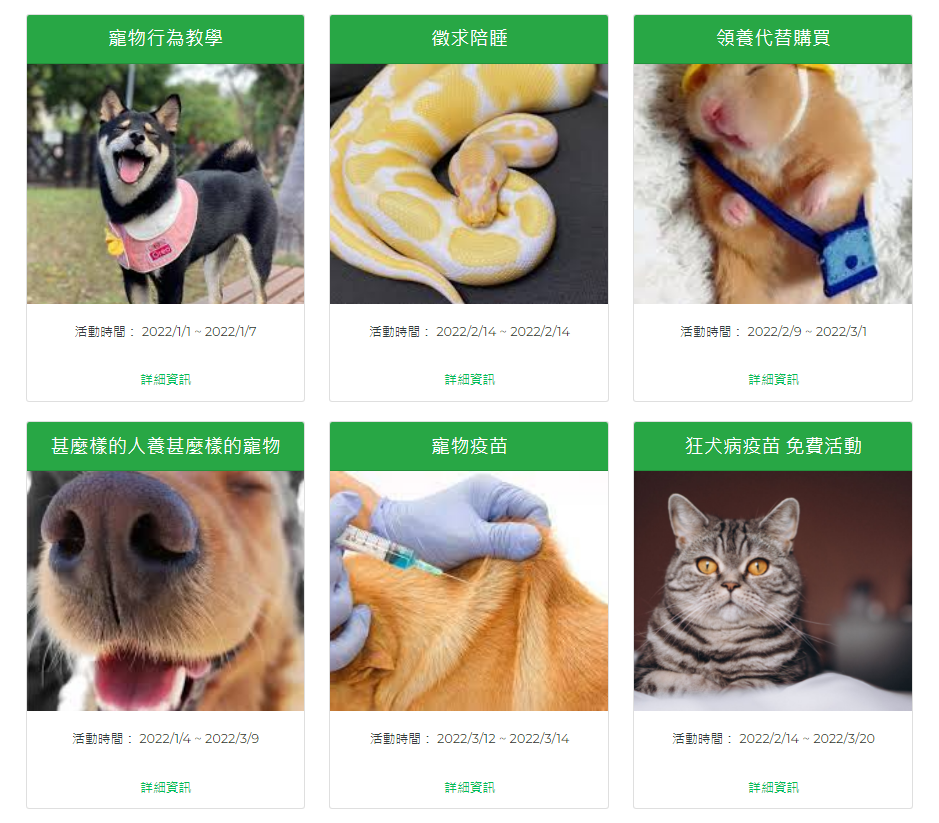 寵物行為教學
徵求陪睡
領養代替購買
活動時間： 2022/1/1 ~ 2022/1/7
活動時間： 2022/2/14 ~ 2022/2/14
活動時間： 2022/2/9 ~ 2022/3/1
詳細資訊
詳細資訊
詳細資訊
甚麼樣的人養甚麼樣的寵物
寵物疫苗
狂犬病疫苗 免費活動
活動時間： 2022/1/4 ~ 2022/3/9
活動時間： 2022/3/12 ~ 2022/3/14
活動時間： 2022/2/14 ~ 2022/3/20
詳細資訊
詳細資訊
詳細資訊